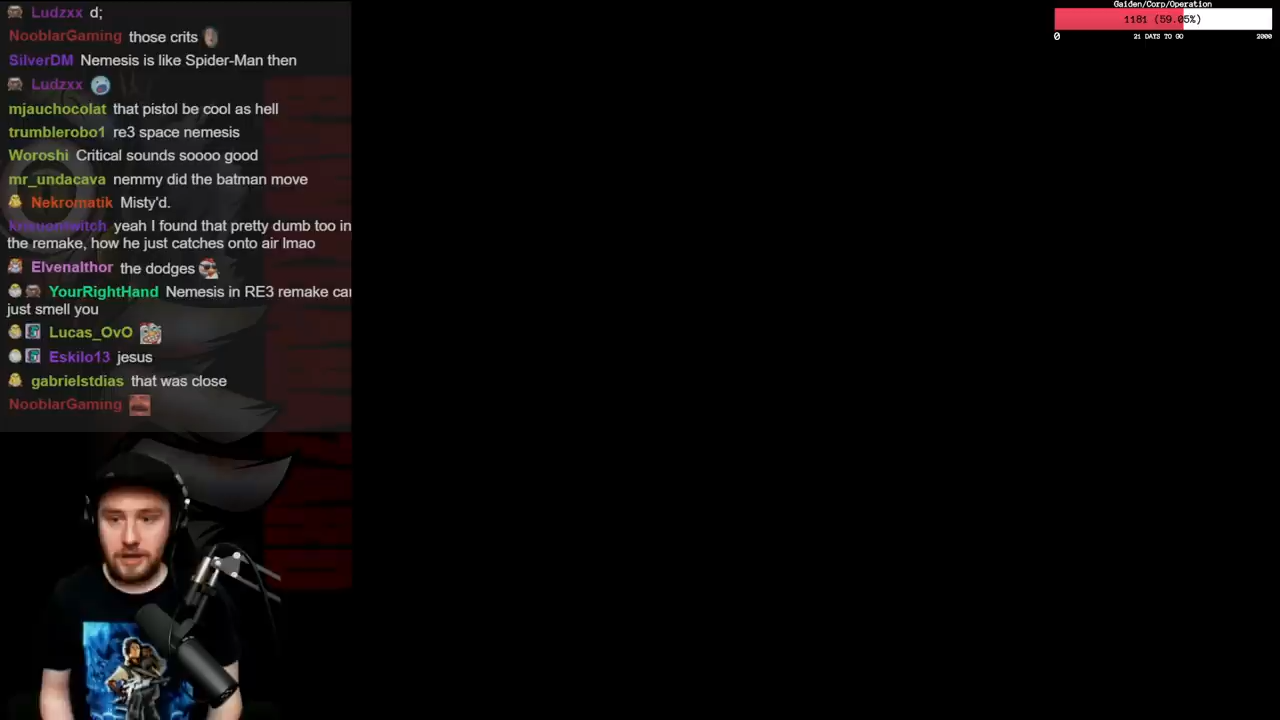 Ludzxx d;
NooblarGaming those crits
SilverDM Nemesis is like Spider-Man then
Ludzxx
mjauchocolat that pistol be cool as hell
trumblerobo1 re3 space nemesis
Woroshi Critical sounds soooo good
mr_undacava nemmy did the batman move
Nekromatik Misty'd.
yeah I found that pretty dumb too in
the remake, how he just catches onto air lmao
Elvenalthor the dodges
YourRightHand Nemesis in RE3 remake can
just smell you
Lucas_OvO
Eskilo13 jesus
gabrielstdias that was close
NooblarGaming
Gaiden/Corp/Operation
1181 (59.05%)
0 21 DAYS TO GO 2000